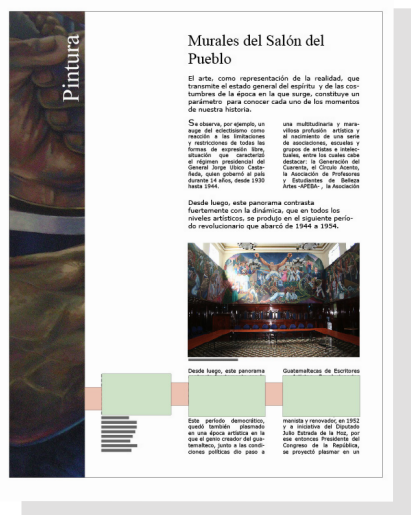 Pintura
Murales del Salón del
Pueblo
El arte, como representación de la realidad, que
transmite el estado general del espíritu y de las cos-
tumbres de la época en la que surge, constituye un
parámetro para conocer cada uno de los momentos
de nuestra historia.
Se observa, por ejemplo, un
auge del eclectisismo como
reacción a las limitaciones
y restricciones de todas las
formas de expresión libre,
situación que caracterizó
el régimen presidencial del
General Jorge Ubico Casta-
ñeda, quien gobernó el país
durante 14 años, desde 1930
hasta 1944.
una multitudinaria y mara-
villosa profusión artística y
al nacimiento de una serie
de asociaciones, escuelas y
grupos de artistas e intelec-
tuales, entre los cuales cabe
destacar: la Generación del
Cuarenta, el Círculo Acento,
la Asociación de Profesores
y Estudiantes de Belleza
Artes -APEBA- , la Asociación
Desde luego, este panorama contrasta
fuertemente con la dinámica, que en todos los
niveles artísticos, se produjo en el siguiente perío-
do revolucionario que abarcó de 1944 a 1954.
Desde luego, este panorama
Guatemaltecas de Escritores
Este período democrático,
quedó también plasmado
en una época artística en la
que el genio creador del gua-
temalteco, junto a las condi-
ciones políticas dio paso a
manista y renovador, en 1952
y a iniciativa del Diputado
Julio Estrada de la Hoz, por
ese entonces Presidente del
Congreso de la República,
se proyectó plasmar en un